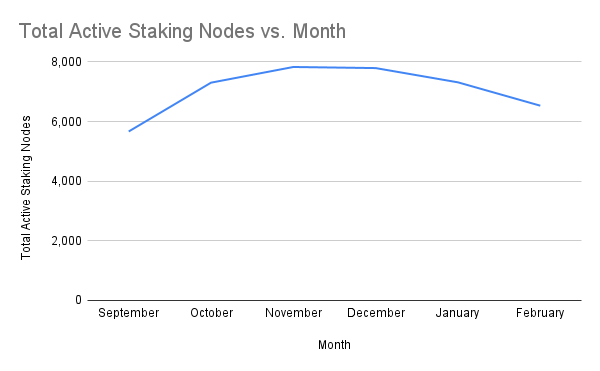 Total Active Staking Nodes vs. Month
Total Active Staking Nodes
8,000
6,000
4,000
2,000
0
September October November December January February
Month